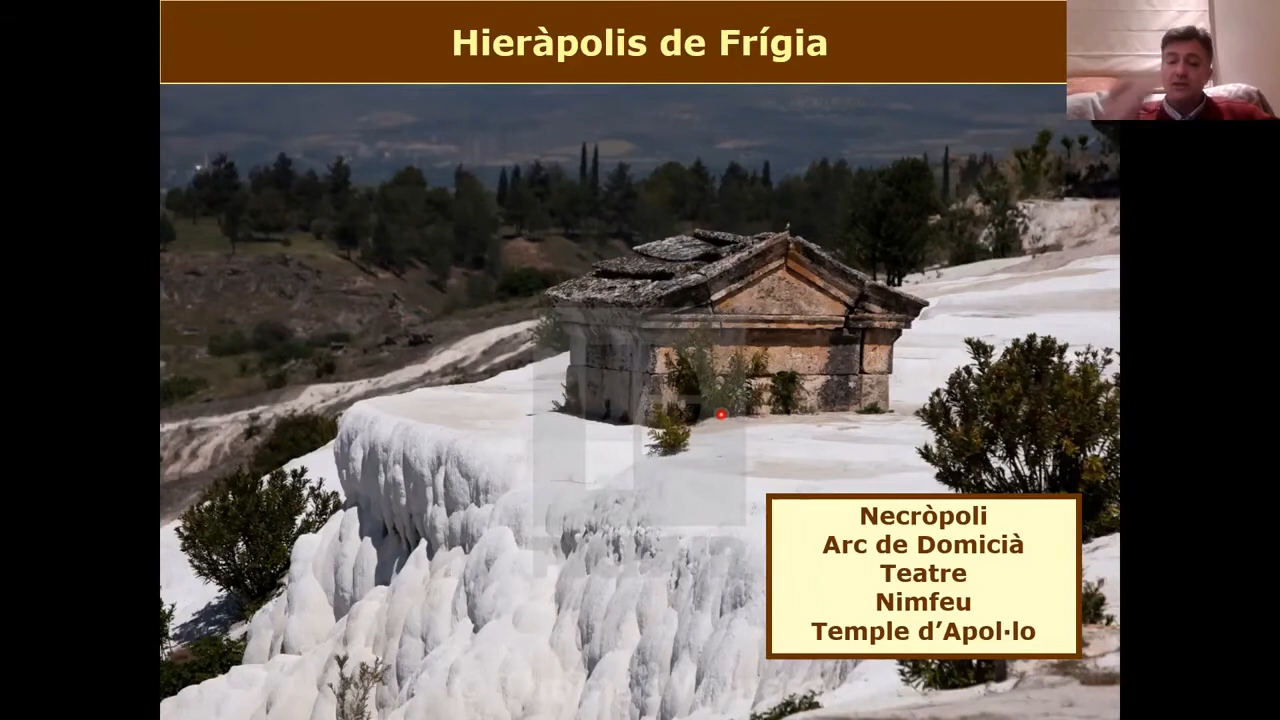 Hieràpolis de Frígia
Necròpoli
Arc de Domicià
Teatre
Nimfeu
Temple d’Apol·lo